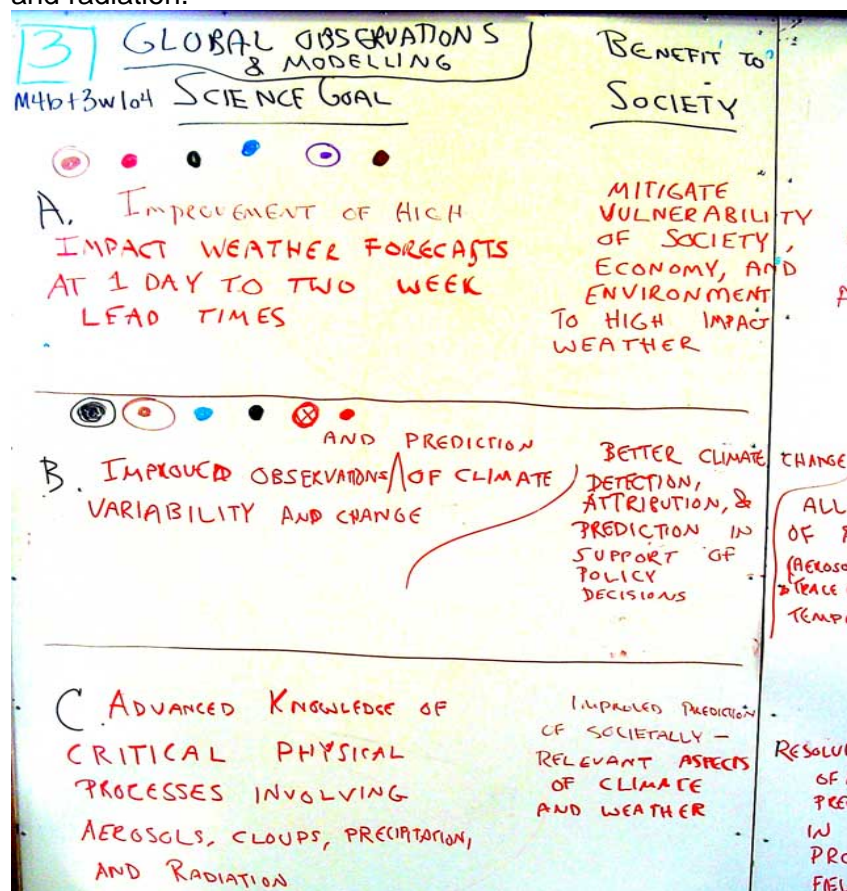 and radiation.
3
GLOBAL OBSERVATIONS
& MODELLING
M4b+3w1o4
SCIENCE GOAL
BENEFIT TO
SOCIETY
A. IMPROVEMENT OF HIGH
IMPACT WEATHER FORECASTS
AT 1 DAY TO TWO WEEK
LEAD TIMES
MITIGATE
VULNERABILITY
OF SOCIETY,
ECONOMY, AND
ENVIRONMENT
TO HIGH IMPACT
WEATHER
AND PREDICTION
B. IMPROVED OBSERVATIONS OF CLIMATE
VARIABILITY AND CHANGE
BETTER CLIMATE CHANGE
DETECTION,
ATTRIBUTION, &
PREDICTION IN
SUPPORT OF
POLICY
DECISIONS
ALL
OF
TRACE
C. ADVANCED KNOWLEDGE OF
CRITICAL PHYSICAL
PROCESSES INVOLVING
AEROSOLS, CLOUDS, PRECIPITATION,
AND RADIATION
IMPROVED PREDICTION
OF SOCIETALLY-
RELEVANT ASPECTS
OF CLIMATE
AND WEATHER
OF
IN